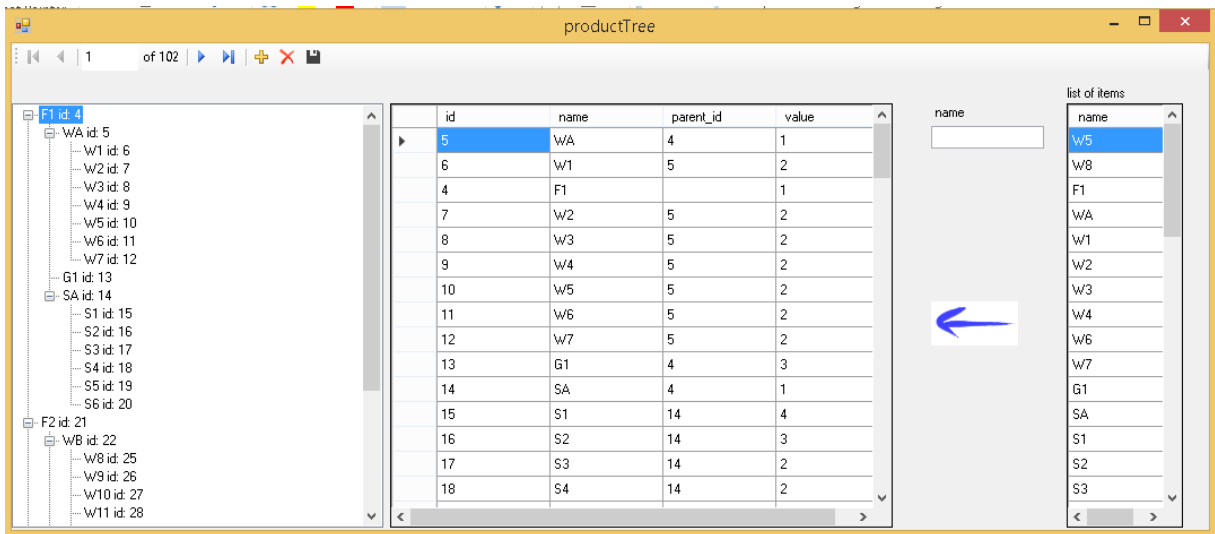 productTree
1 of 102
list of items
F1 id: 4
WA id: 5
W1 id: 6
W2 id: 7
W3 id: 8
W4 id: 9
W5 id: 10
W6 id: 11
W7 id: 12
G1 id: 13
SA id: 14
S1 id: 15
S2 id: 16
S3 id: 17
S4 id: 18
S5 id: 19
S6 id: 20
F2 id: 21
WB id: 22
W8 id: 25
W9 id: 26
W10 id: 27
W11 id: 28
id name parent_id value
5 WA 4 1
6 W1 5 2
4 F1 1
7 W2 5 2
8 W3 5 2
9 W4 5 2
10 W5 5 2
11 W6 5 2
12 W7 5 2
13 G1 4 3
14 SA 4 1
15 S1 14 4
16 S2 14 3
17 S3 14 2
18 S4 14 2
name
name
W5
W8
F1
WA
W1
W2
W3
W4
W6
W7
G1
SA
S1
S2
S3